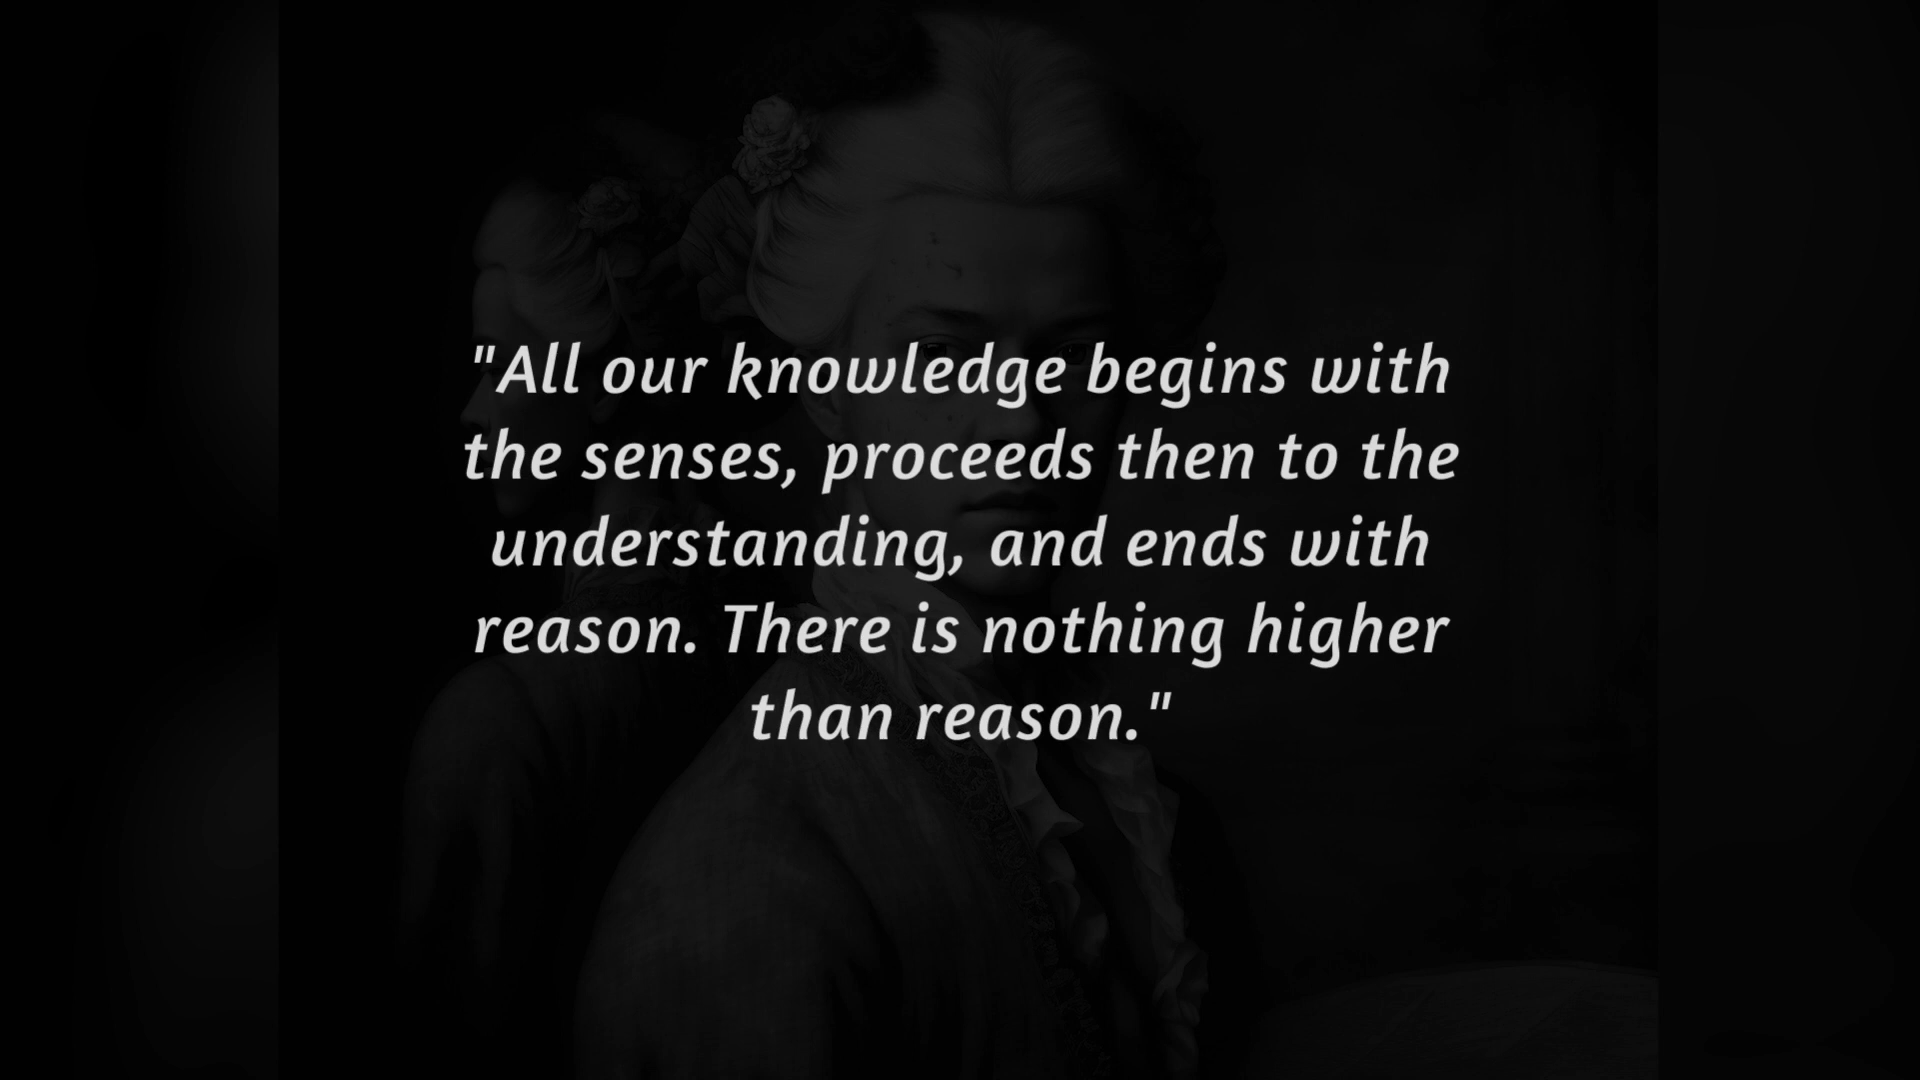 "All our knowledge begins with
the senses, proceeds then to the
understanding, and ends with
reason. There is nothing higher
than reason."